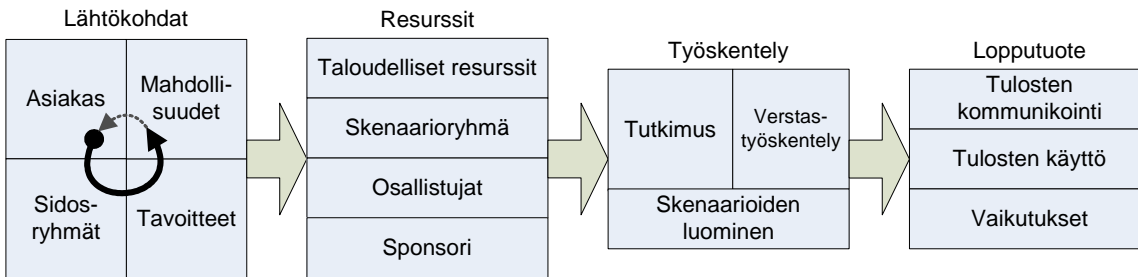 Lähtökohdat
Asiakas
Mahdolli-
suudet
Sidos-
ryhmät
Tavoitteet
Resurssit
Taloudelliset resurssit
Skenaarioryhmä
Osallistujat
Sponsori
Työskentely
Tutkimus
Verstas-
työskentely
Skenaarioiden
luominen
Lopputuote
Tulosten
kommunikointi
Tulosten käyttö
Vaikutukset